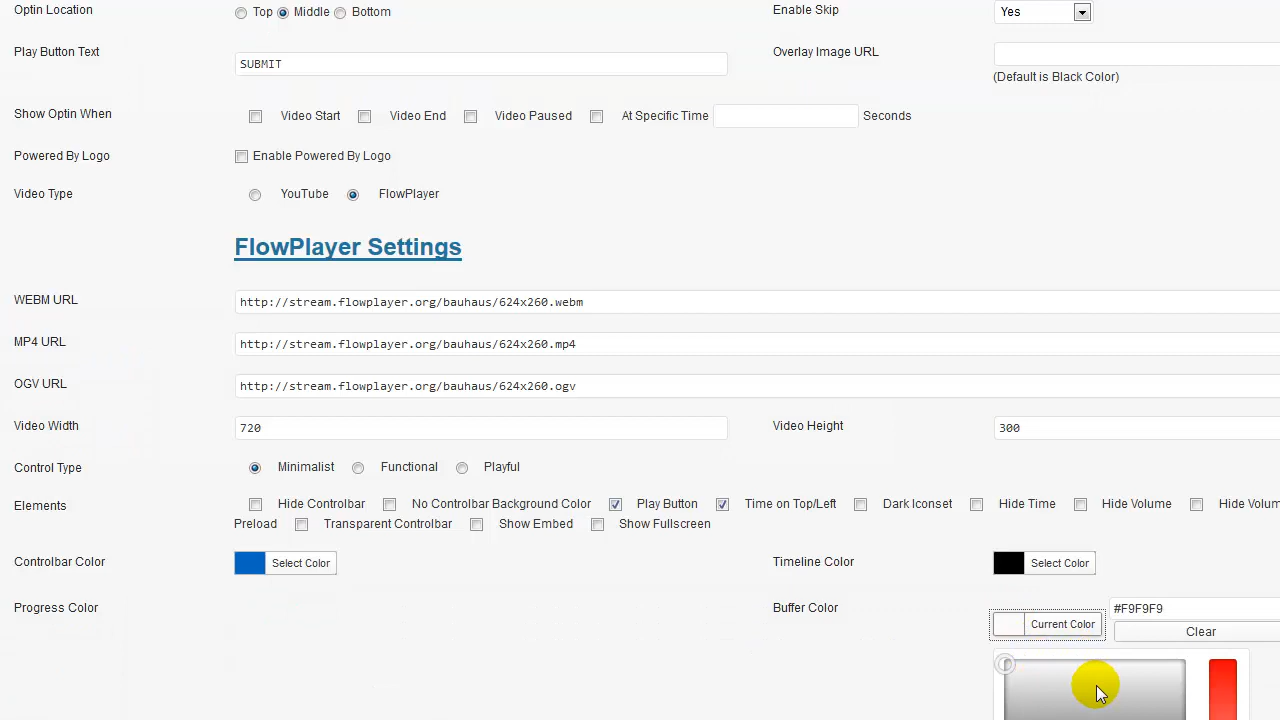 Optin Location Top Middle Bottom Enable Skip Yes
Play Button Text SUBMIT Overlay Image URL
(Default is Black Color)
Show Optin When Video Start Video End Video Paused At Specific Time Seconds
Powered By Logo Enable Powered By Logo
Video Type YouTube FlowPlayer
FlowPlayer Settings
WEBM URL http://stream.flowplayer.org/bauhaus/624x260.webm
MP4 URL http://stream.flowplayer.org/bauhaus/624x260.mp4
OGV URL http://stream.flowplayer.org/bauhaus/624x260.ogv
Video Width 720 Video Height 300
Control Type Minimalist Functional Playful
Elements Hide Controlbar No Controlbar Background Color Play Button Time on Top/Left Dark Iconset Hide Time Hide Volume Hide Volum
Preload Transparent Controlbar Show Embed Show Fullscreen
Controlbar Color Select Color Timeline Color Select Color
Progress Color Buffer Color Current Color #F9F9F9
Clear